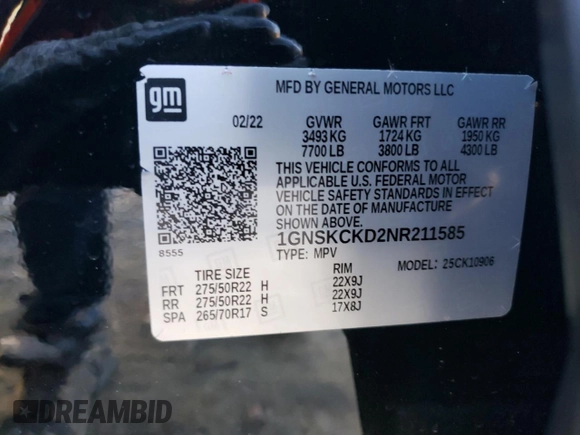 gm
MFD BY GENERAL MOTORS LLC
02/22 GVWR GAWR FRT GAWR RR
3493 KG 1724 KG 1950 KG
7700 LB 3800 LB 4300 LB
THIS VEHICLE CONFORMS TO ALL
APPLICABLE U.S. FEDERAL MOTOR
VEHICLE SAFETY STANDARDS IN EFFECT
ON THE DATE OF MANUFACTURE
SHOWN ABOVE.
8555
1GNSKCKD2NR211585
TYPE: MPV MODEL: 25CK10906
TIRE SIZE RIM
FRT 275/50R22 H 22X9J
RR 275/50R22 H 22X9J
SPA 265/70R17 S 17X8J
DREAMBID